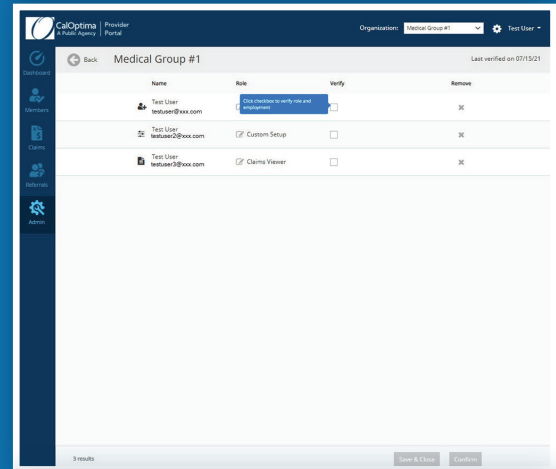 CalOptima Provider
A Public Agency Portal
Organization: Medical Group #1 Test User
Dashboard
Members
Claims
Referrals
Admin
Back Medical Group #1 Last verified on 07/15/21
Name Role Verify Remove
Test User
testuser@xxx.com
Click checkbox to verify role and
employment
Test User
testuser2@xxx.com Custom Setup
Test User
testuser3@xxx.com Claims Viewer
3 results Save & Close Confirm